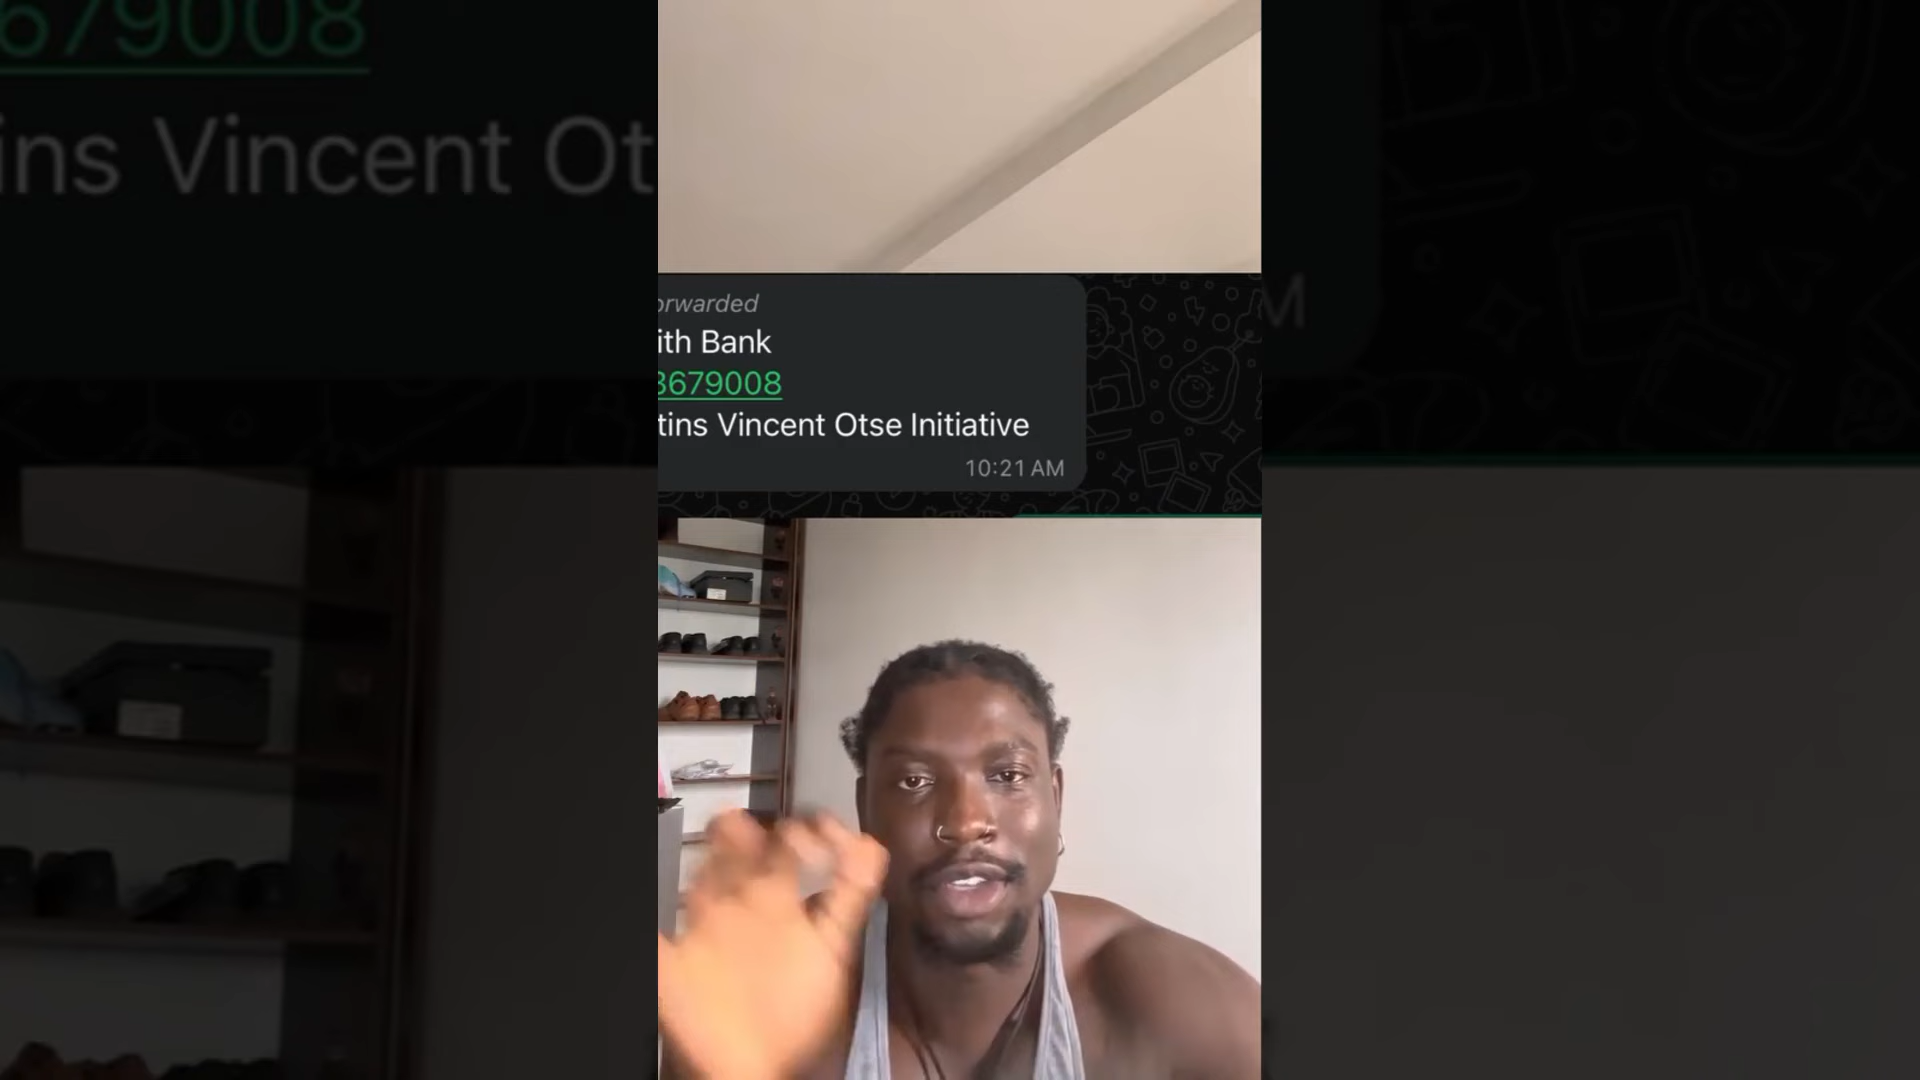 orwarded
ith Bank
3679008
tins Vincent Otse Initiative
10:21 AM
679008
ins Vincent Ot
M